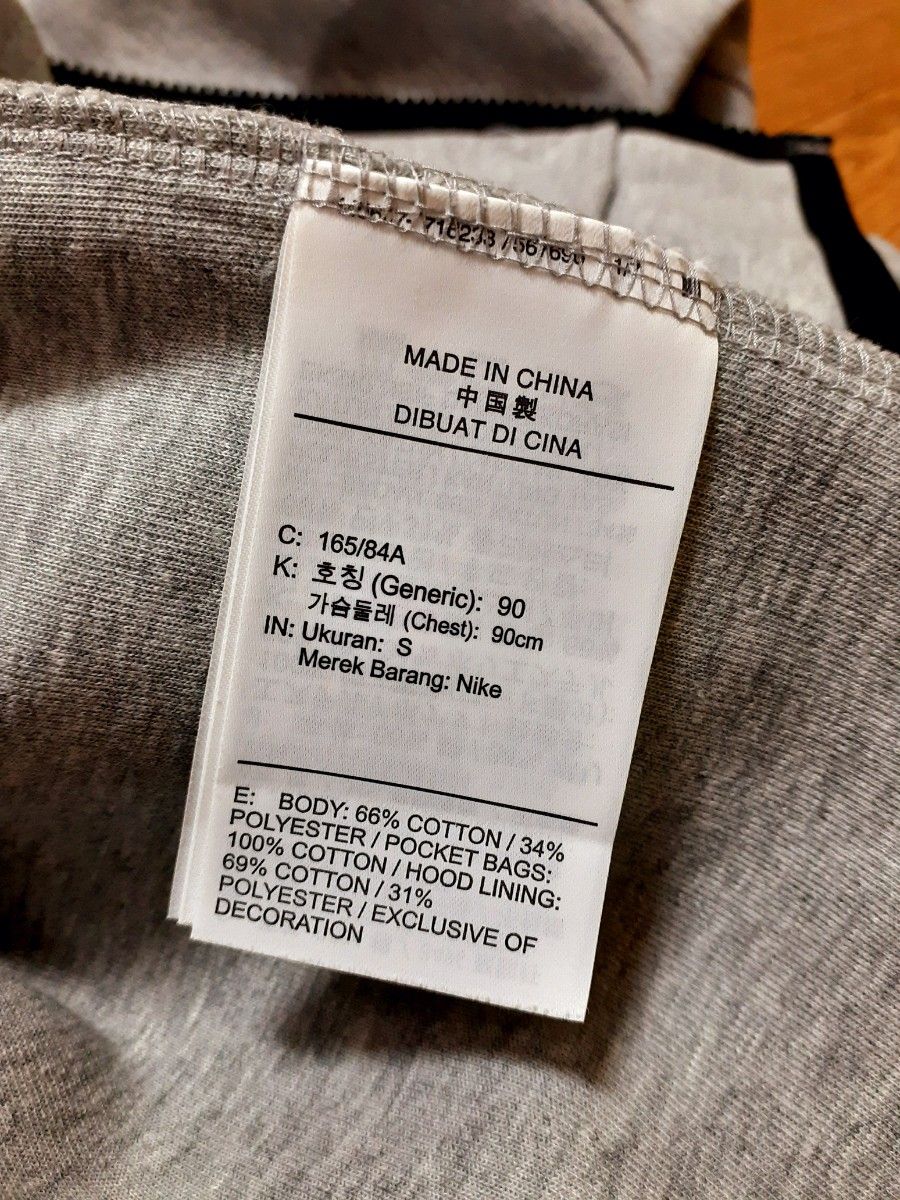 MADE IN CHINA
中国製
DIBUAT DI CINA
C: 165/84A
K: 호칭 (Generic): 90
가슴둘레 (Chest): 90cm
IN: Ukuran: S
Merek Barang: Nike
E: BODY: 66% COTTON / 34%
POLYESTER / POCKET BAGS:
100% COTTON / HOOD LINING:
69% COTTON / 31%
POLYESTER / EXCLUSIVE OF
DECORATION